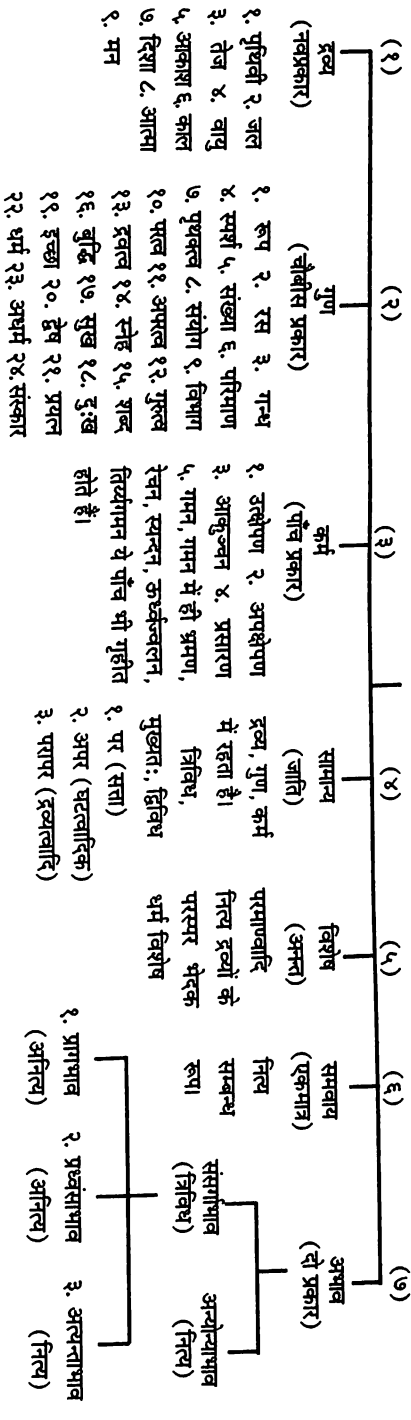 (१)
द्रव्य
(नवप्रकार)
१. पृथिवी २. जल
३. तेज ४. वायु
५. आकाश ६. काल
७. दिशा ८. आत्मा
९. मन
(२)
गुण
(चौबीस प्रकार)
१. रूप २. रस ३. गन्ध
४. स्पर्श ५. संख्या ६. परिमाण
७. पृथकत्व ८. संयोग ९. विभाग
१०. परत्व ११. अपरत्व १२. गुरुत्व
१३. द्रवत्व १४. स्नेह १५. शब्द
१६. बुद्धि १७. सुख १८. दुःख
१९. इच्छा २०. द्वेष २१. प्रयत्न
२२. धर्म २३. अधर्म २४. संस्कार
(३)
कर्म
(पाँच प्रकार)
१. उत्क्षेपण २. अपक्षेपण
३. आकुञ्चन ४. प्रसारण
५. गमन, गमन में ही भ्रमण,
रेचन, स्यन्दन, ऊर्ध्वज्वलन,
तिर्यगमन ये पाँच भी गृहीत
होते हैं।
(४)
सामान्य
(जाति)
द्रव्य, गुण, कर्म
में रहता है।
त्रिविध,
मुख्यतः, द्विविध
१. पर (सत्ता)
२. अपर (घटत्वादिक)
३. परापर (द्रव्यत्वादि)
(५)
विशेष
(अनन्त)
परमाण्वादि
नित्य द्रव्यों के
परस्पर भेदक
धर्म विशेष
(६)
समवाय
(एकमात्र)
नित्य
सम्बन्ध
रूप।
(७)
अभाव
(दो प्रकार)
संसर्गाभाव
(त्रिविध)
अन्योन्याभाव
(नित्य)
१. प्रागभाव
(अनित्य)
२. प्रध्वंसाभाव
(अनित्य)
३. अत्यन्ताभाव
(नित्य)